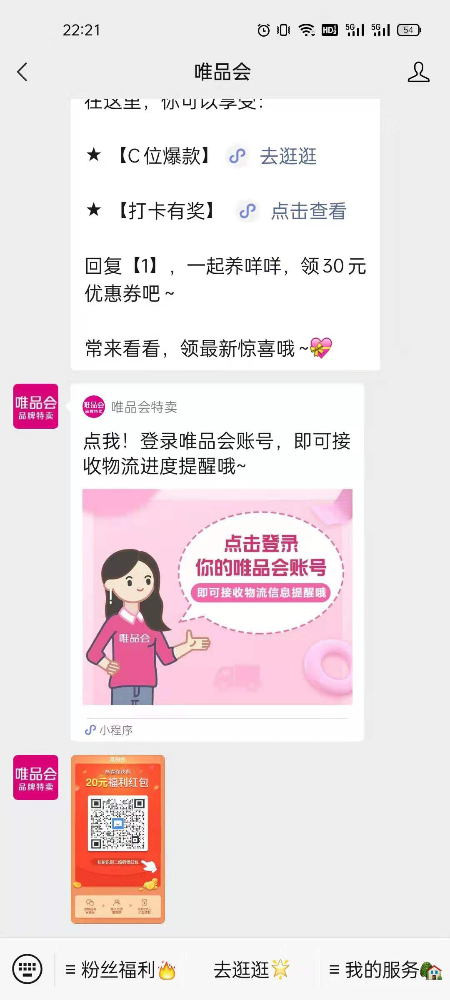 22:21
HD 1 2
5G
5G
54
唯品会
在这里，你可以享受：
★ 【C位爆款】 去逛逛
★ 【打卡有奖】 点击查看
回复【1】，一起养咩咩，领30元
优惠券吧~
常来看看，领最新惊喜哦~
唯品会
品牌特卖
唯品会
品牌特卖
唯品会特卖
点我！登录唯品会账号，即可接
收物流进度提醒哦~
点击登录
你的唯品会账号
即可接收物流信息提醒哦
唯品会
小程序
唯品会
品牌特卖
唯品会
恭喜你获得
20元福利红包
长按识别二维码领红包
> >
领取20元
≡ 粉丝福利
去逛逛
≡ 我的服务